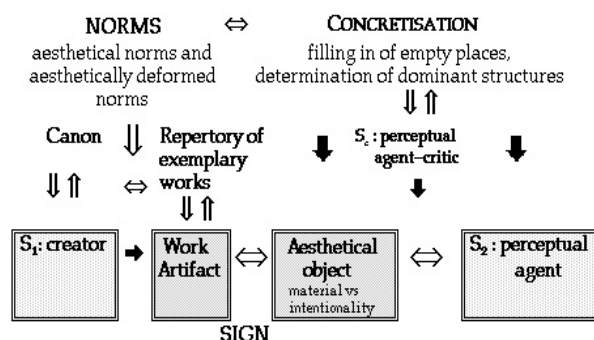 NORMS ⇔ CONCRETISATION
aesthetical norms and
aesthetically deformed
norms
filling in of empty places,
determination of dominant structures
Canon
Repertory of
exemplary
works
Sc : perceptual
agent–critic
S1: creator
Work
Artifact
Aesthetical
object
material vs
intentionality
S2 : perceptual
agent
SIGN